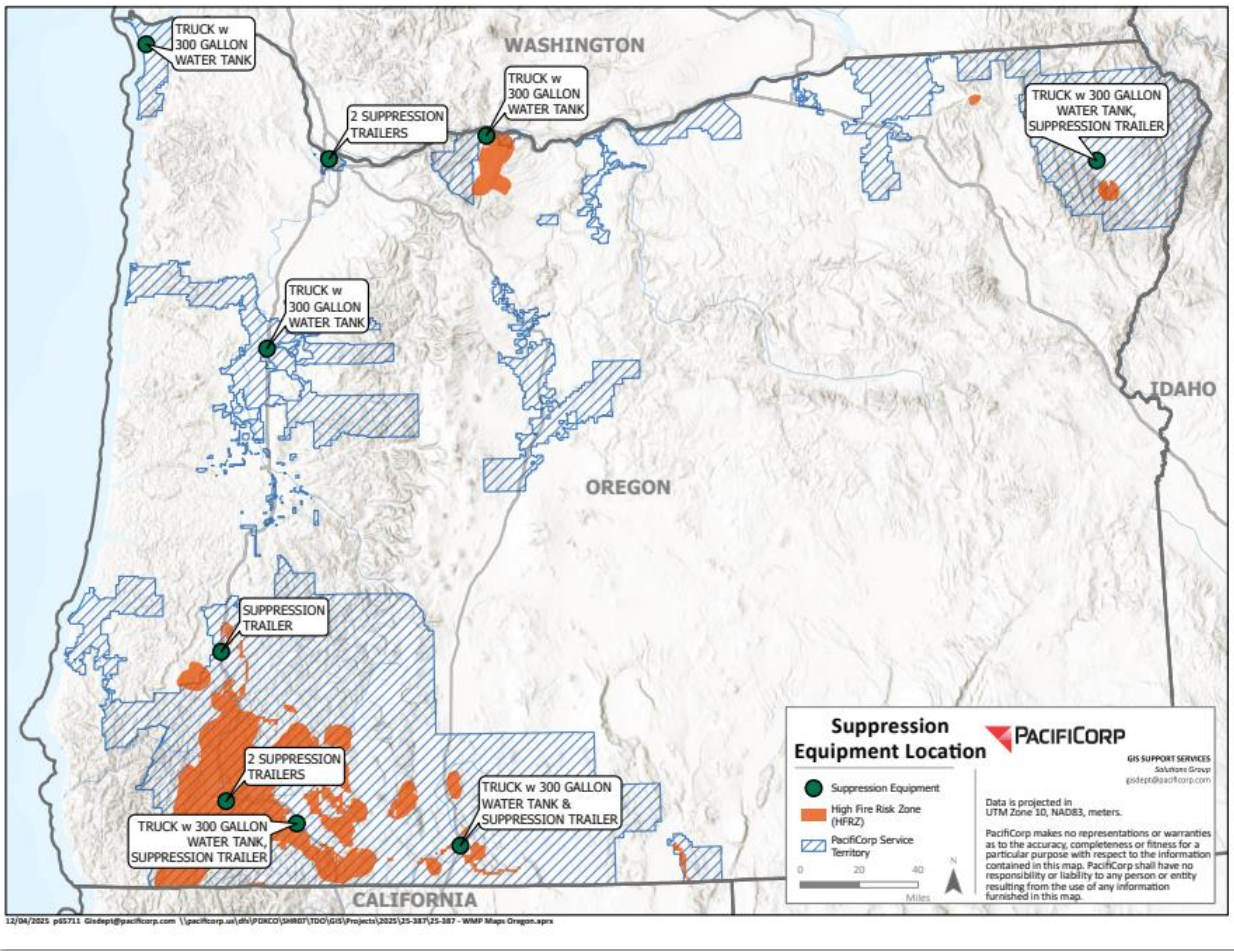 TRUCK w
300 GALLON
WATER TANK
WASHINGTON
TRUCK w
300 GALLON
WATER TANK
2 SUPPRESSION
TRAILERS
TRUCK w 300 GALLON
WATER TANK,
SUPPRESSION TRAILER
TRUCK w
300 GALLON
WATER TANK
IDAHO
OREGON
SUPPRESSION
TRAILER
2 SUPPRESSION
TRAILERS
TRUCK w 300 GALLON
WATER TANK &
SUPPRESSION TRAILER
TRUCK w 300 GALLON
WATER TANK,
SUPPRESSION TRAILER
CALIFORNIA
Suppression
Equipment Location
Suppression Equipment
High Fire Risk Zone
(HFRZ)
PacifiCorp Service
Territory
0 20 40
Miles
N
PACIFICORP
GIS SUPPORT SERVICES
Solutions Group
gisdept@pacificorp.com
Data is projected in
UTM Zone 10, NAD83, meters.
PacifiCorp makes no representations or warranties
as to the accuracy, completeness or fitness for a
particular purpose with respect to the information
contained in this map. PacifiCorp shall have no
responsibility or liability to any person or entity
resulting from the use of any information
furnished in this map.
12/04/2025 p65711 Gisdept@pacificorp.com \\pacificorp.us\dfs\PDXCO\SHR07\TDO\GIS\Projects\2025\25-387\25-387 - WMP Maps Oregon.aprx